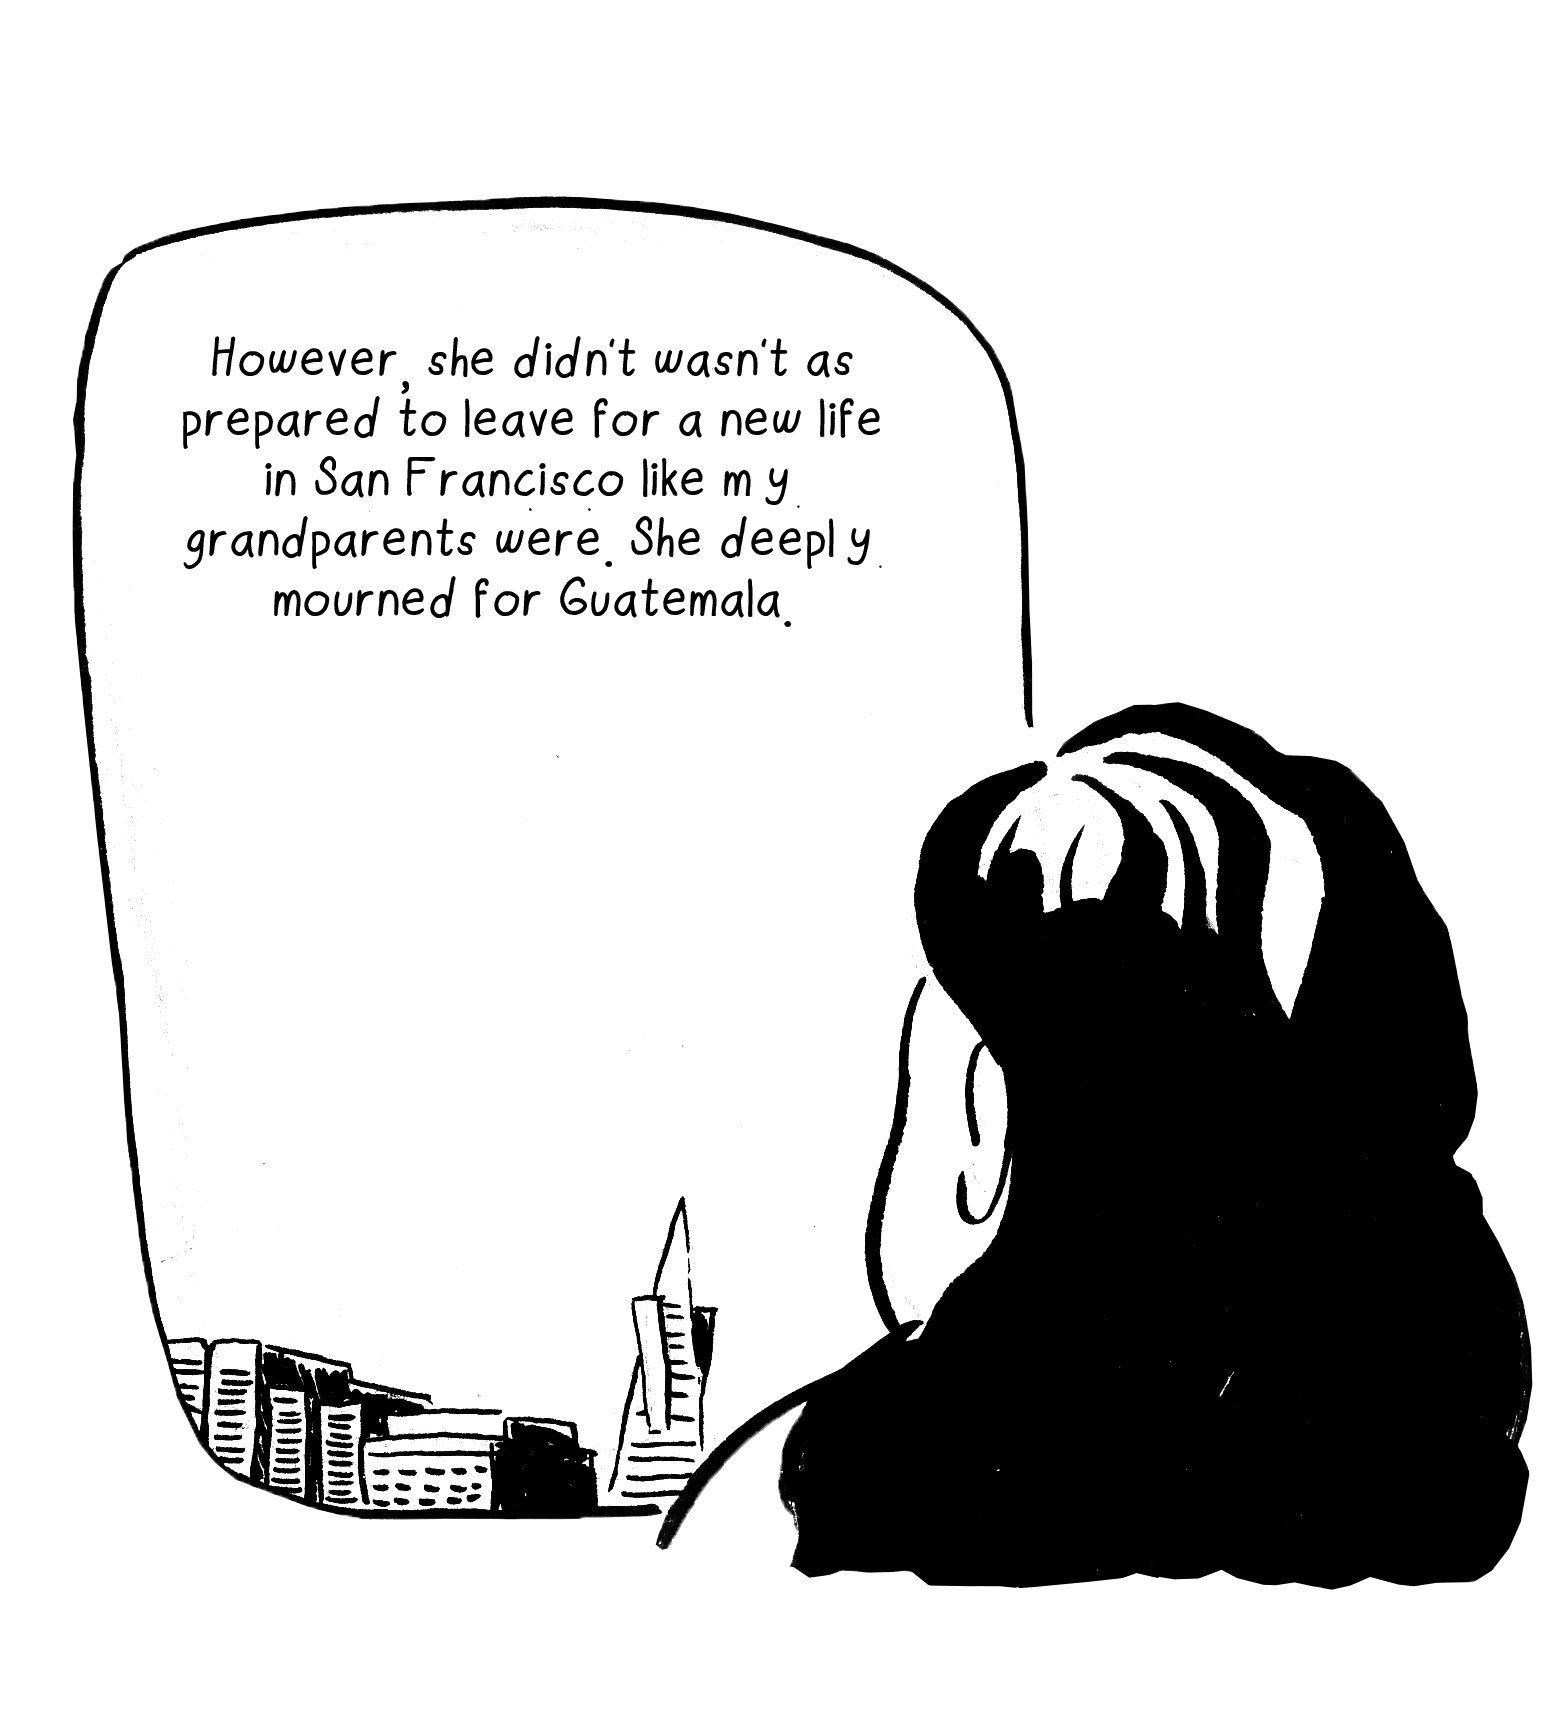 However, she didn't wasn't as
prepared to leave for a new life
in San Francisco like my
grandparents were. She deeply
mourned for Guatemala.